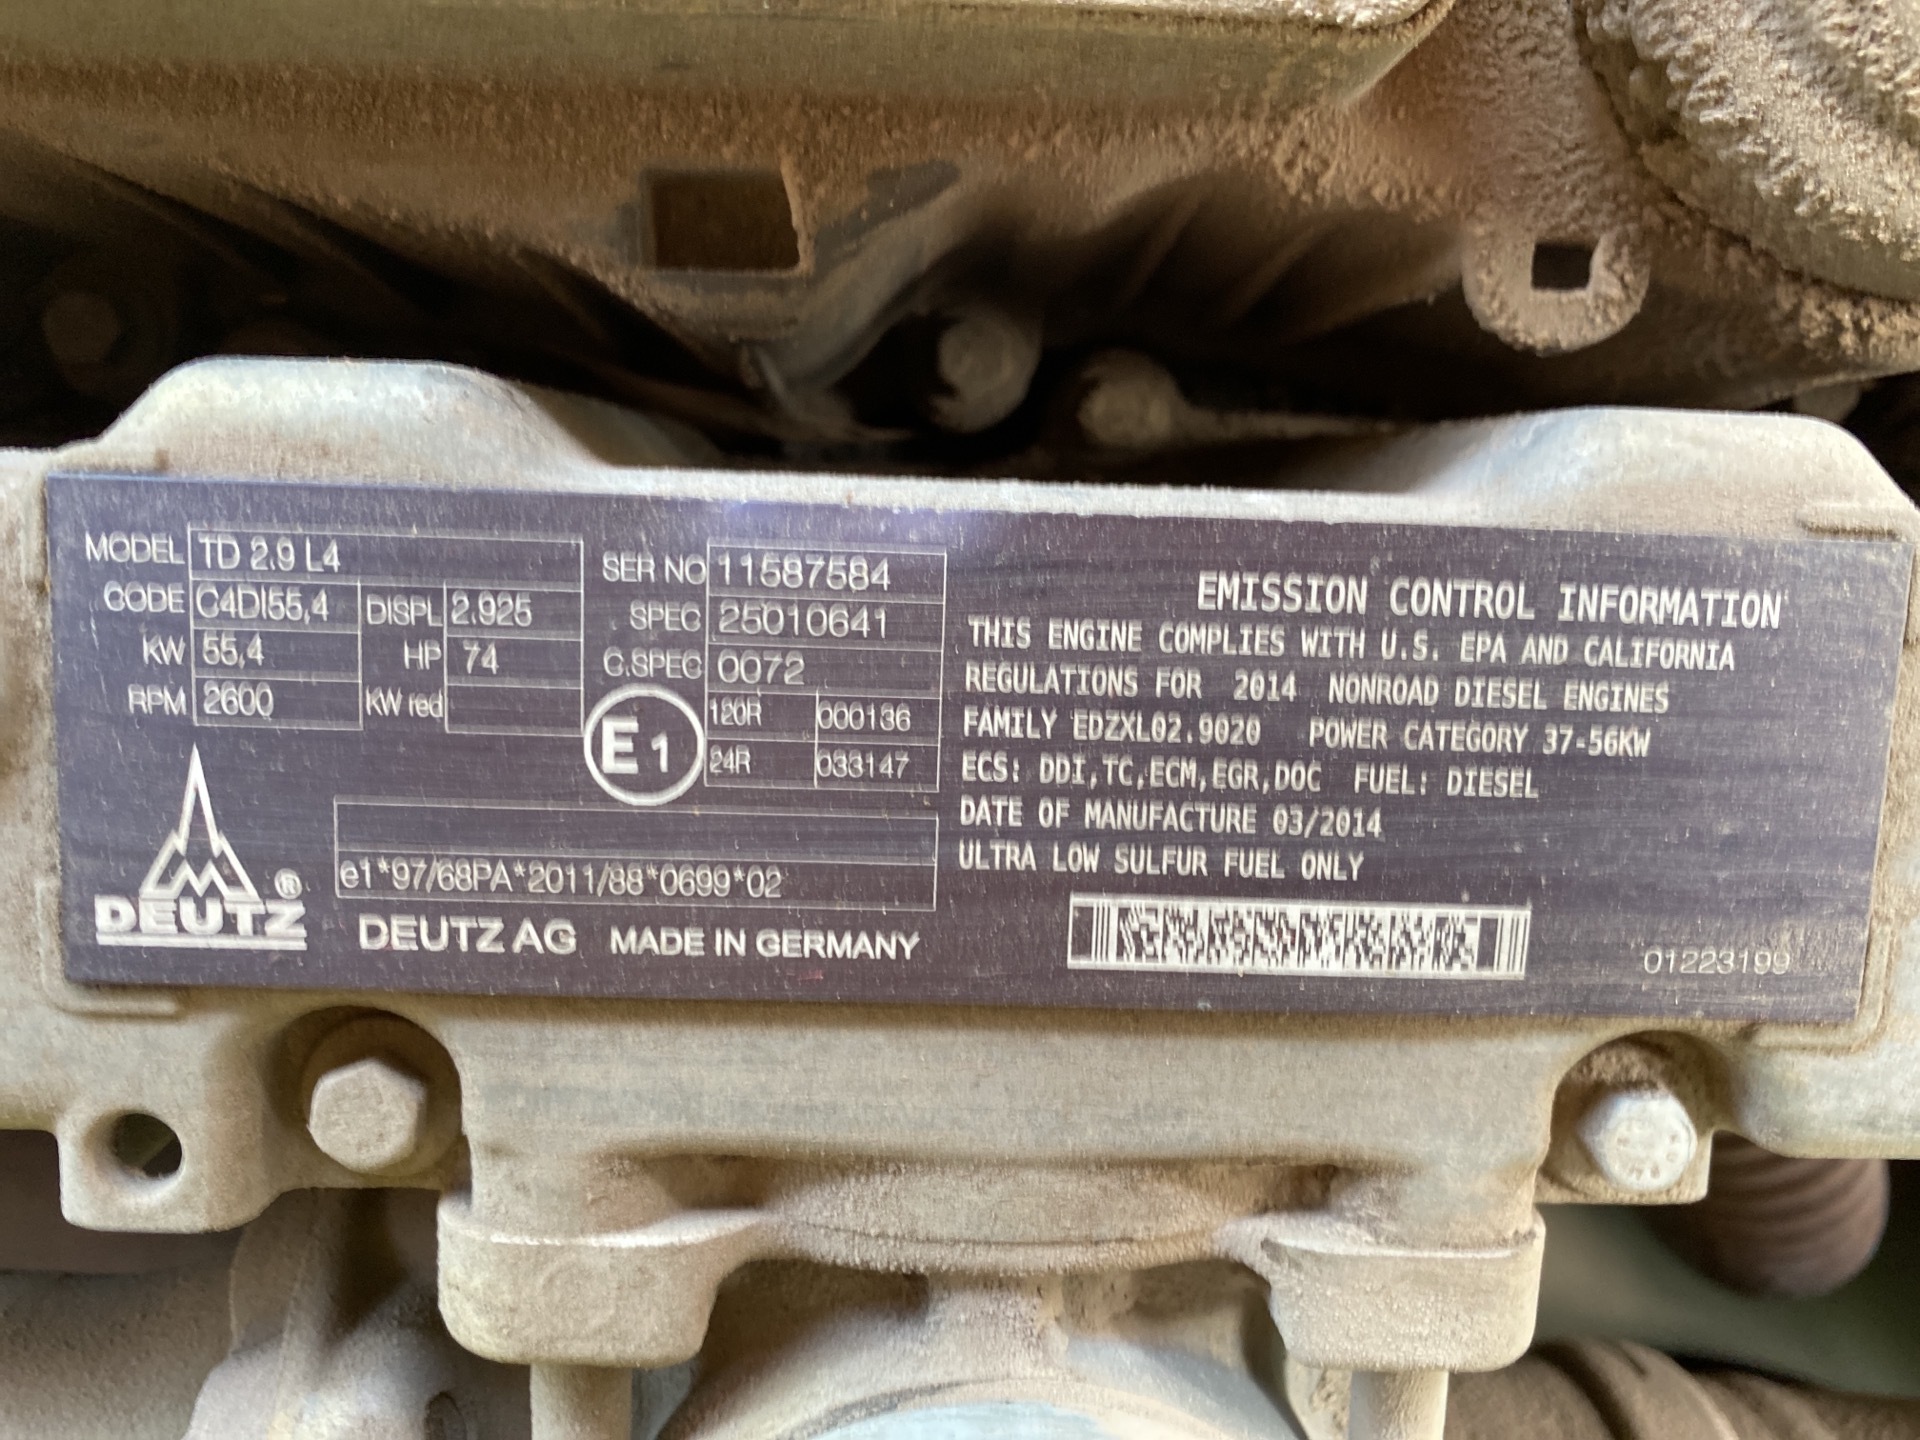 MODEL TD 2.9 L4
CODE C4DI55,4 DISPL 2.925
KW 55,4 HP 74
RPM 2600 KW red
SER NO 11587584
SPEC 25010641
C.SPEC 0072
E1 120R 000136
24R 033147
e1*97/68PA*2011/88*0699*02
DEUTZ ®
DEUTZ AG MADE IN GERMANY
EMISSION CONTROL INFORMATION
THIS ENGINE COMPLIES WITH U.S. EPA AND CALIFORNIA
REGULATIONS FOR 2014 NONROAD DIESEL ENGINES
FAMILY EDZXL02.9020 POWER CATEGORY 37-56KW
ECS: DDI,TC,ECM,EGR,DOC FUEL: DIESEL
DATE OF MANUFACTURE 03/2014
ULTRA LOW SULFUR FUEL ONLY
01223199